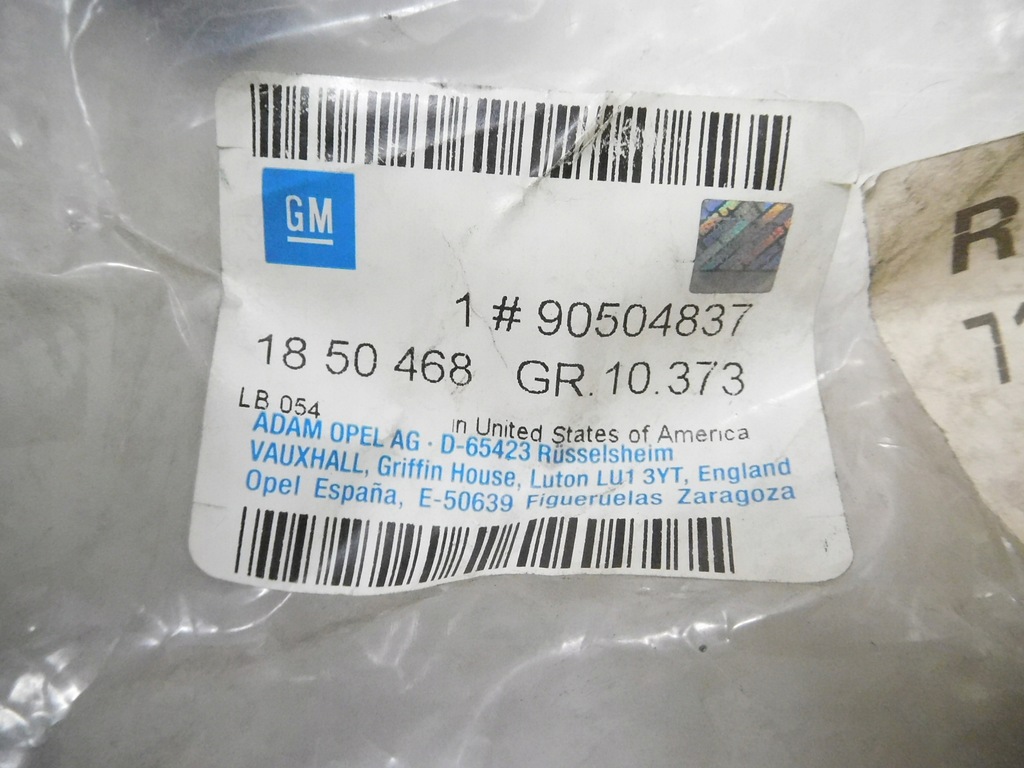 GM
1 # 90504837
18 50 468 GR.10.373
LB 054
in United States of America
ADAM OPEL AG · D-65423 Rüsselsheim
VAUXHALL, Griffin House, Luton LU1 3YT, England
Opel España, E-50639 Figueruelas Zaragoza
R